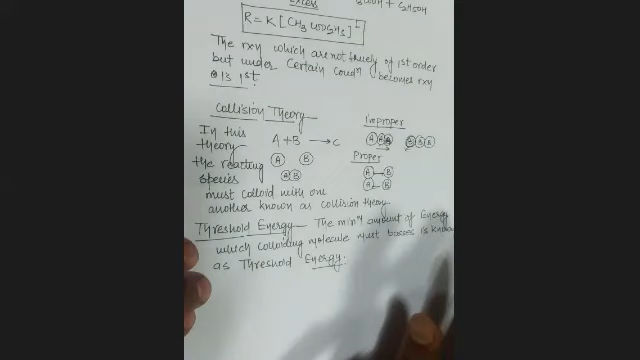 Excess
R = K [CH3COOC2H5]^1
The rxn which are not truely of 1st order
but under certain condn becomes rxn
is 1st.
Collision Theory
In this
theory
the reacting
species
must colloid with one
another known as collision theory
A + B → C
A B
A B
Improper
A A A B B B
Proper
A B
A B
Threshold Energy - The minm amount of Energy
which colloiding molecule must posses is known
as Threshold Energy.